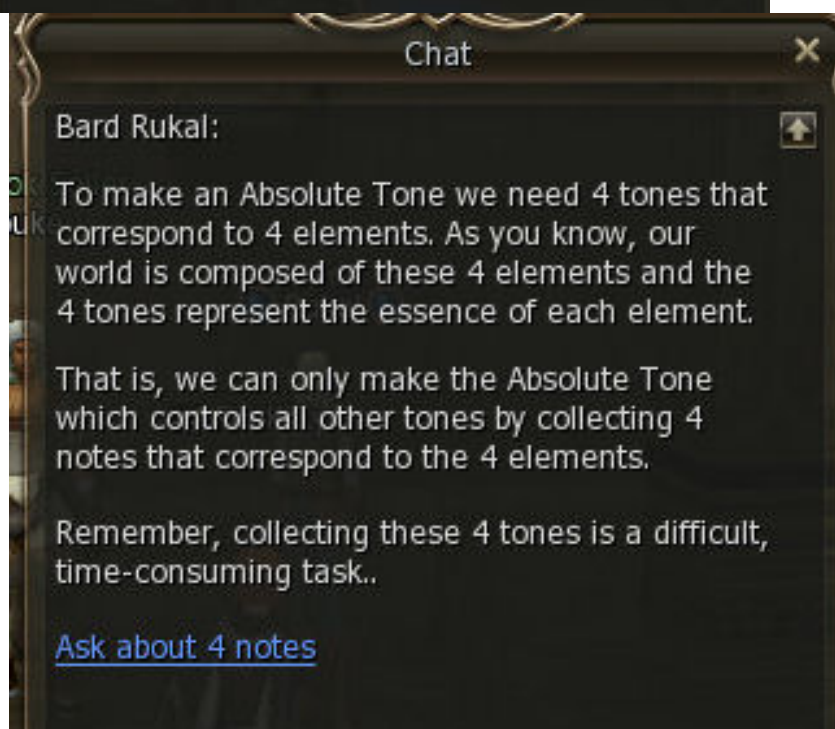 Chat
Bard Rukal:
To make an Absolute Tone we need 4 tones that
correspond to 4 elements. As you know, our
world is composed of these 4 elements and the
4 tones represent the essence of each element.
That is, we can only make the Absolute Tone
which controls all other tones by collecting 4
notes that correspond to the 4 elements.
Remember, collecting these 4 tones is a difficult,
time-consuming task..
Ask about 4 notes